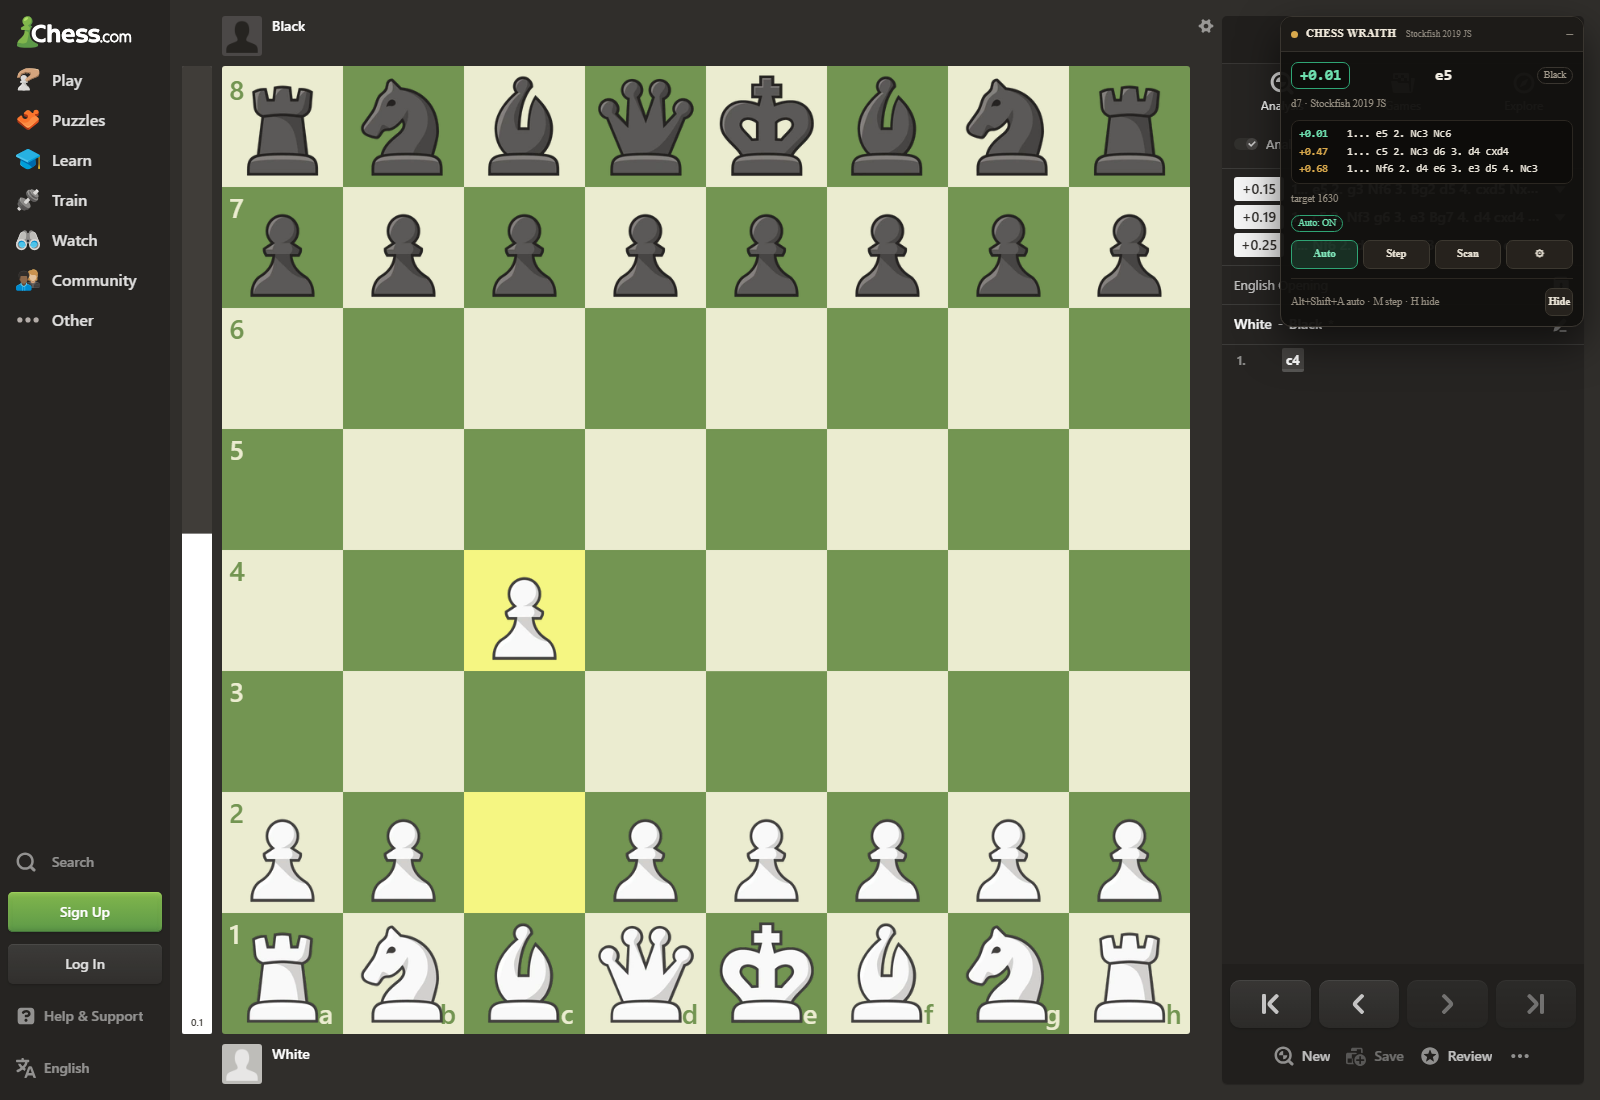 Chess.com
Play
Puzzles
Learn
Train
Watch
Community
Other
Search
Sign Up
Log In
Help & Support
English
Black
8
7
6
5
4
3
2
1
a b c d e f g h
0.1
White
CHESS WRAITH Stockfish 2019 JS
+0.01 e5 Black
d7 · Stockfish 2019 JS
+0.01 1... e5 2. Nc3 Nc6
+0.47 1... c5 2. Nc3 d6 3. d4 cxd4
+0.68 1... Nf6 2. d4 e6 3. e3 d5 4. Nc3
target 1630
Auto: ON
Auto Step Scan
Alt+Shift+A auto · M step · H hide Hide
+0.15
+0.19
+0.25
English Opening
White - Black
1. c4
New Save Review